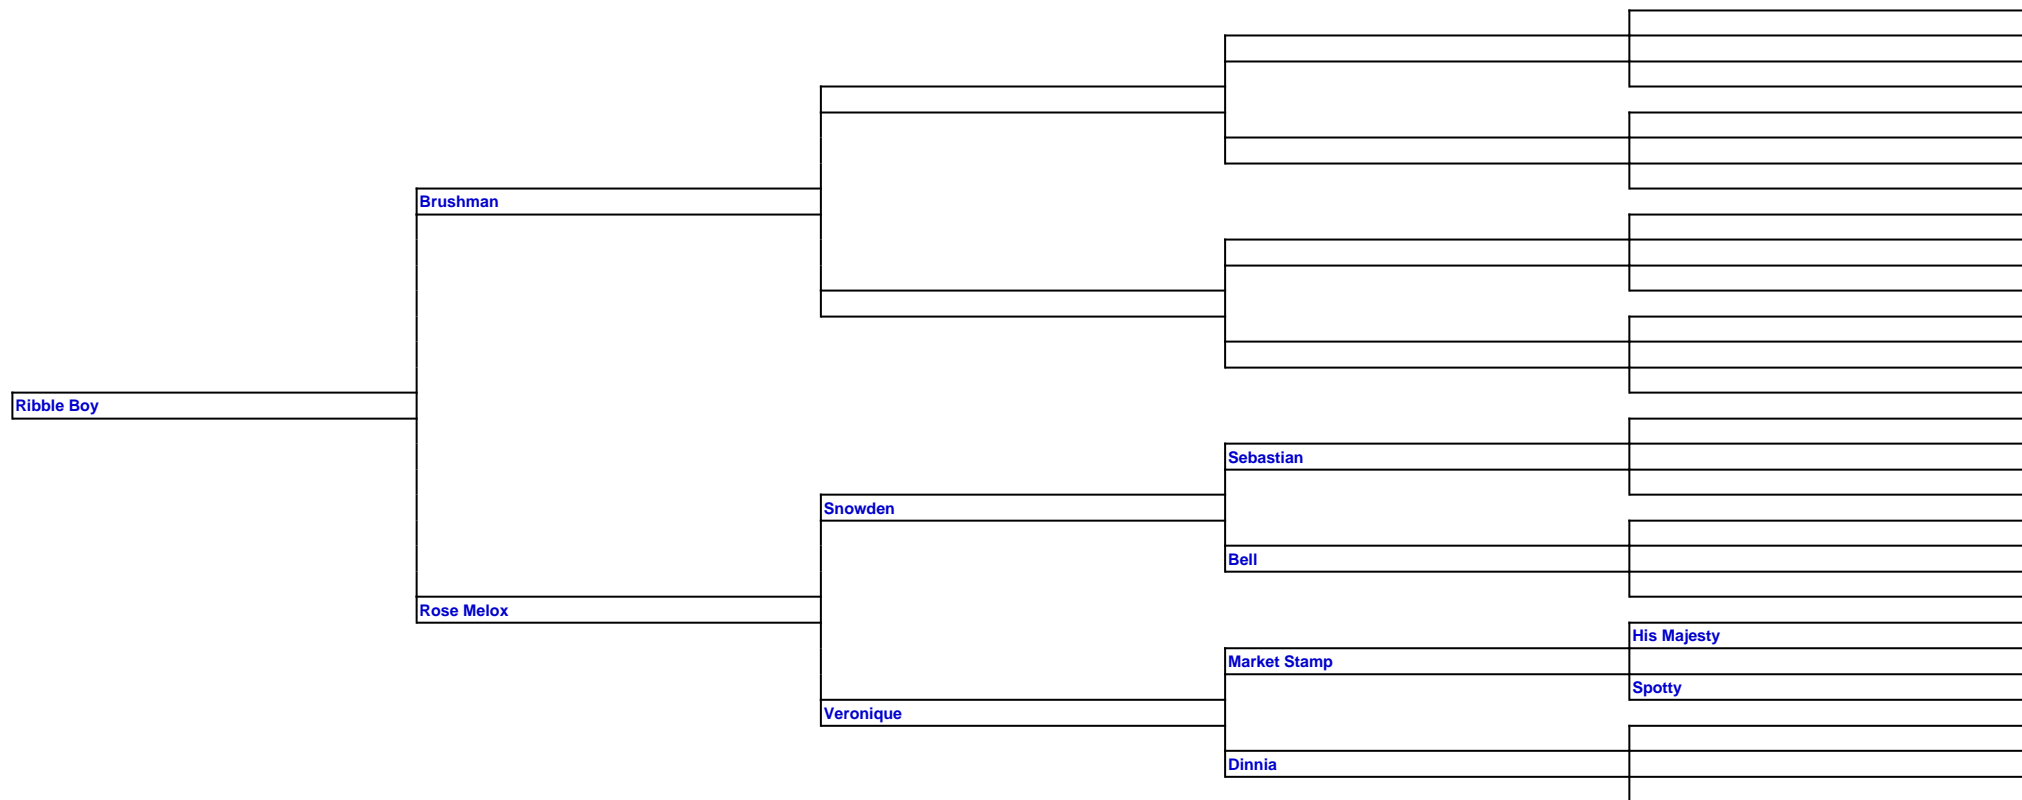 Brushman
Ribble Boy
Sebastian
Snowden
Bell
Rose Melox
His Majesty
Market Stamp
Spotty
Veronique
Dinnia